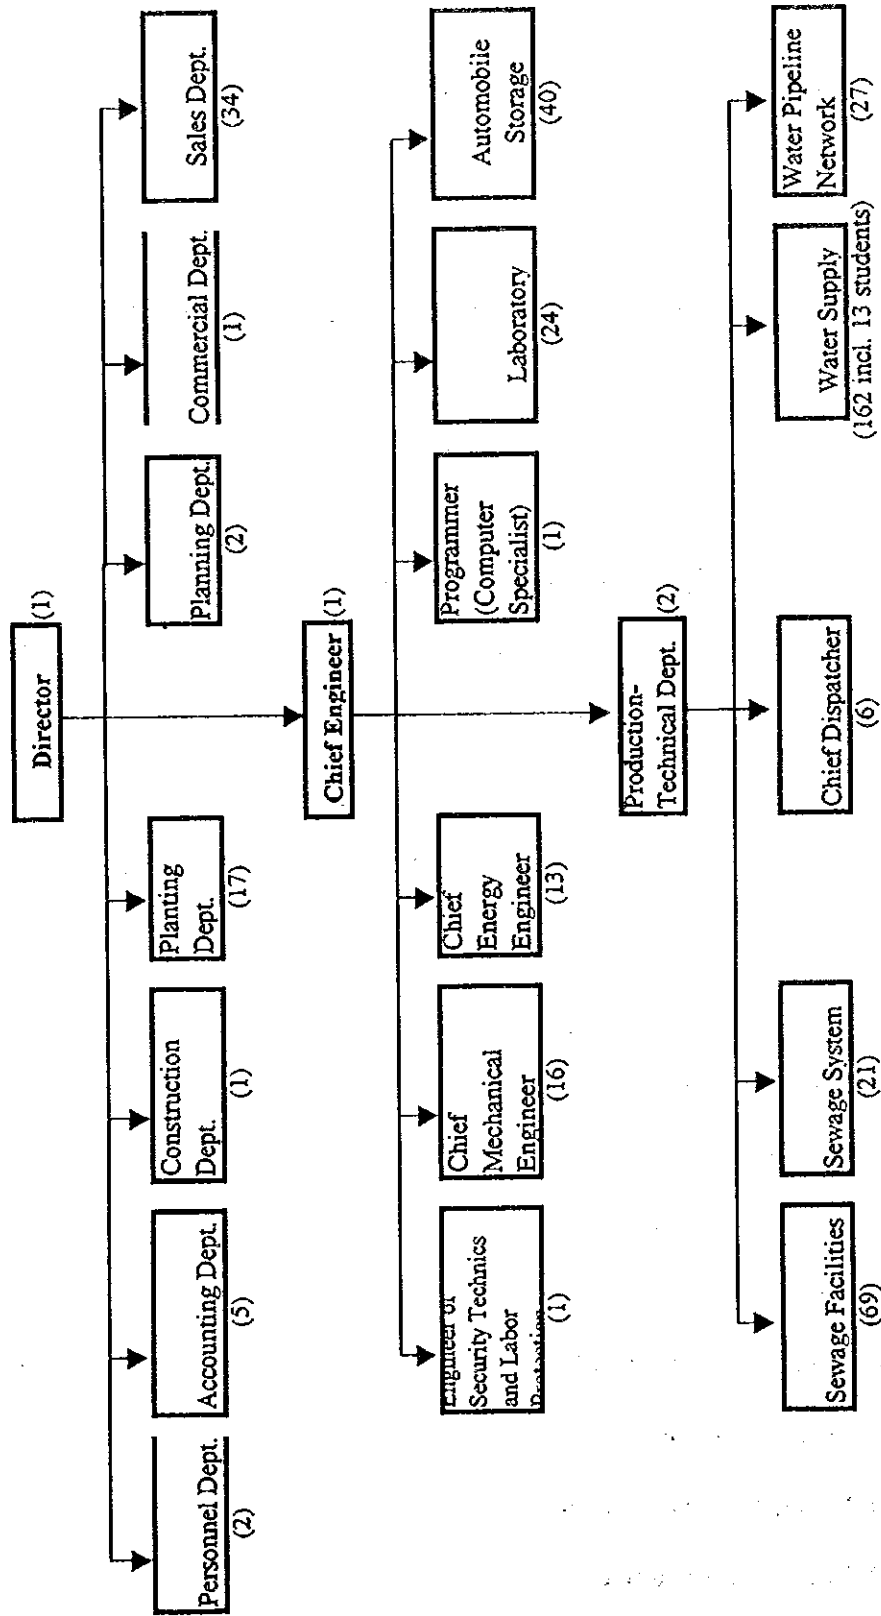 Director
(1)
Personnel Dept.
(2)
Accounting Dept.
(5)
Construction
Dept.
(1)
Planting
Dept.
(17)
Planning Dept.
(2)
Commercial Dept.
(1)
Sales Dept.
(34)
Chief Engineer
(1)
Engineer of
Security Technics
and Labor
Protection
(1)
Chief
Mechanical
Engineer
(16)
Chief
Energy
Engineer
(13)
Programmer
(Computer
Specialist)
(1)
Laboratory
(24)
Automobile
Storage
(40)
Production-
Technical Dept.
(2)
Sewage Facilities
(69)
Sewage System
(21)
Chief Dispatcher
(6)
Water Supply
(162 incl. 13 students)
Water Pipeline
Network
(27)